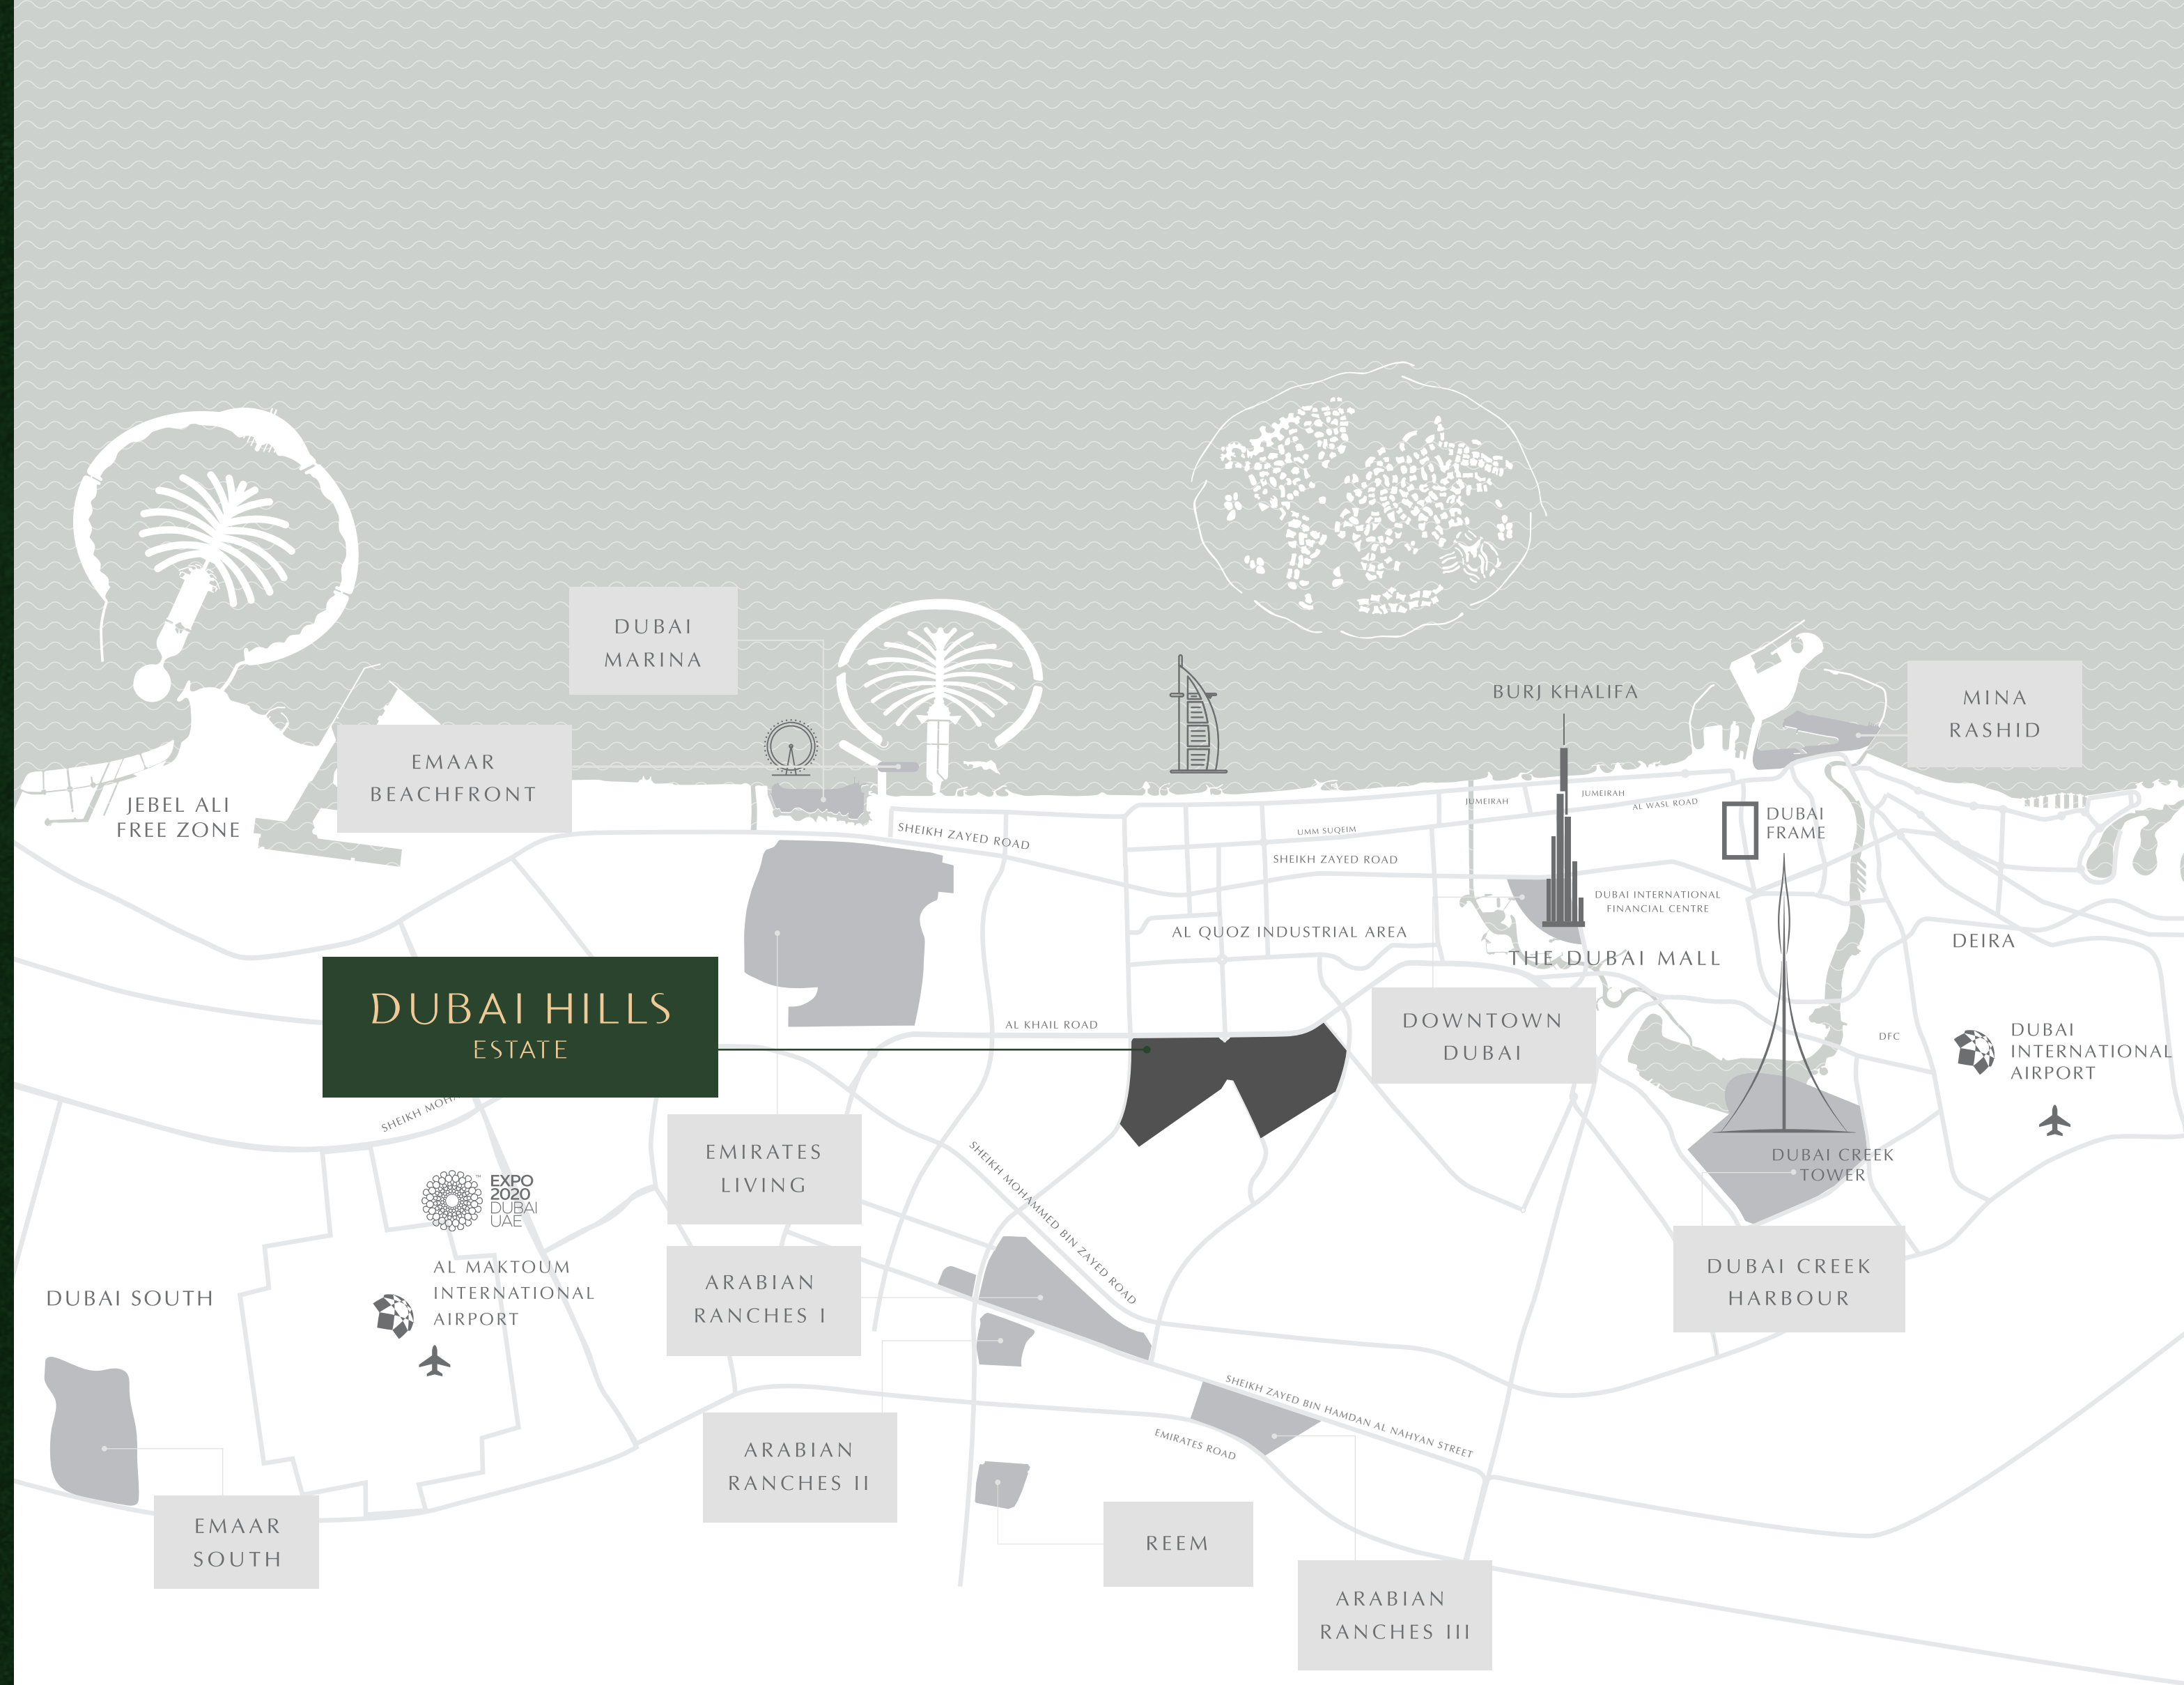 DUBAI
MARINA
BURJ KHALIFA
MINA
RASHID
EMAAR
BEACHFRONT
JEBEL ALI
FREE ZONE
JUMEIRAH
JUMEIRAH
AL WASL ROAD
DUBAI
FRAME
SHEIKH ZAYED ROAD
UMM SUQEIM
SHEIKH ZAYED ROAD
DUBAI INTERNATIONAL
FINANCIAL CENTRE
AL QUOZ INDUSTRIAL AREA
DEIRA
THE DUBAI MALL
DUBAI HILLS
ESTATE
AL KHAIL ROAD
DOWNTOWN
DUBAI
DFC
DUBAI
INTERNATIONAL
AIRPORT
SHEIKH
EMIRATES
LIVING
SHEIKH MOHAMMED BIN ZAYED ROAD
DUBAI CREEK
TOWER
EXPO
2020
DUBAI
UAE
AL MAKTOUM
INTERNATIONAL
AIRPORT
DUBAI SOUTH
ARABIAN
RANCHES I
DUBAI CREEK
HARBOUR
SHEIKH ZAYED BIN HAMDAN AL NAHYAN STREET
EMIRATES ROAD
ARABIAN
RANCHES II
EMAAR
SOUTH
REEM
ARABIAN
RANCHES III